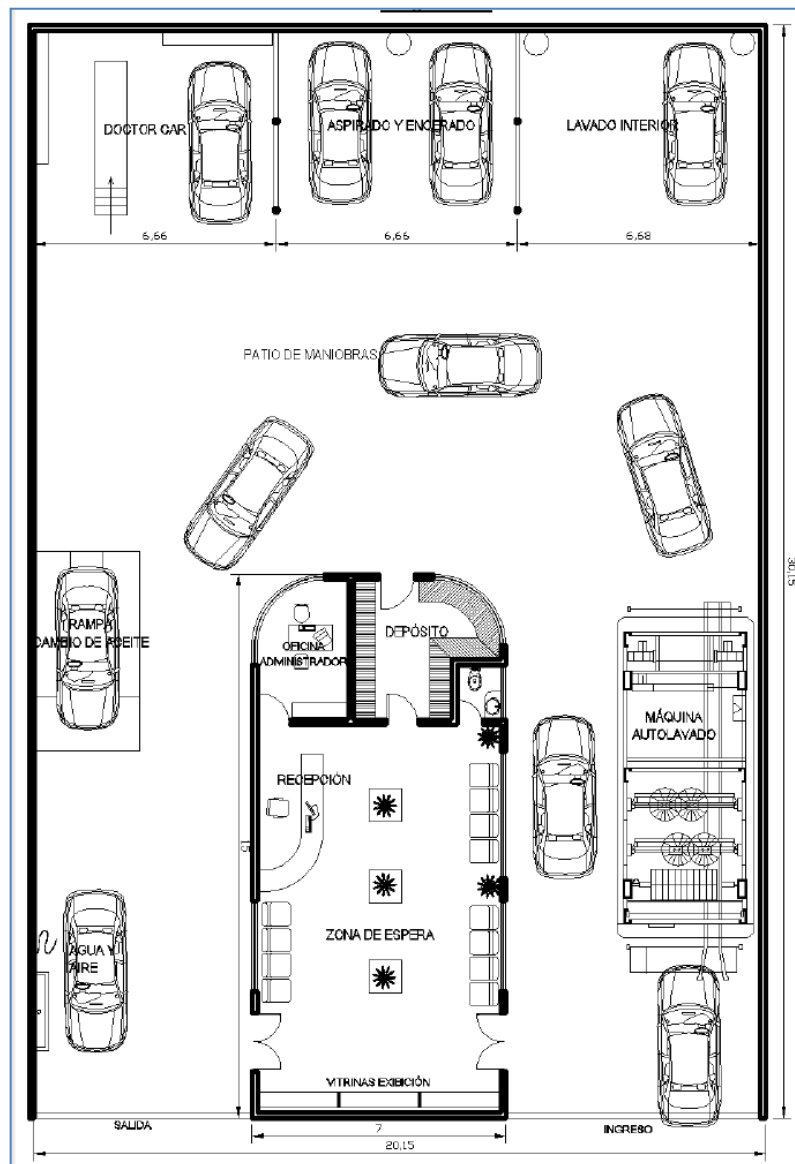 DOCTOR CAR
ASPIRADO Y ENCERADO
LAVADO INTERIOR
6,66
6,66
6,68
PATIO DE MANIOBRAS
30,15
RAMPA
CAMBIO DE ACEITE
OFICINA
ADMINISTRADOR
DEPÓSITO
MÁQUINA
AUTOLAVADO
RECEPCIÓN
15
ZONA DE ESPERA
AGUA Y
AIRE
VITRINAS EXIBICIÓN
SALIDA
7
INGRESO
20,15